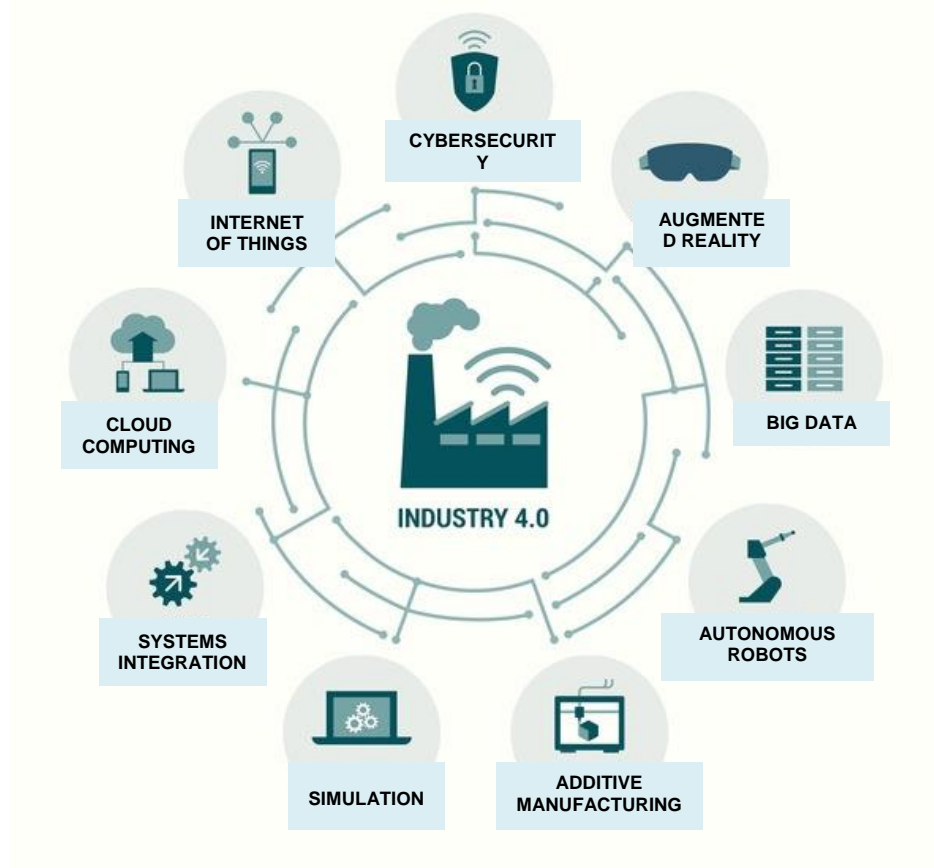 CYBERSECURIT
Y
AUGMENTE
D REALITY
BIG DATA
AUTONOMOUS
ROBOTS
ADDITIVE
MANUFACTURING
SIMULATION
SYSTEMS
INTEGRATION
CLOUD
COMPUTING
INTERNET
OF THINGS
INDUSTRY 4.0